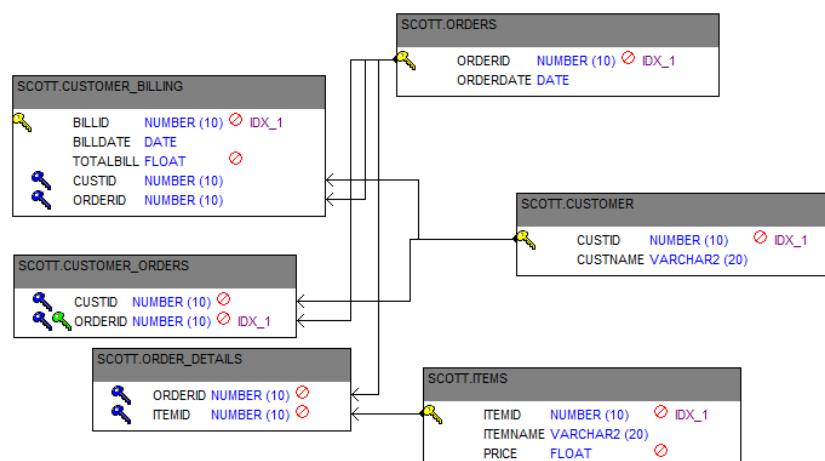 SCOTT.ORDERS
ORDERID NUMBER (10) IDX_1
ORDERDATE DATE
SCOTT.CUSTOMER_BILLING
BILLID NUMBER (10) IDX_1
BILLDATE DATE
TOTALBILL FLOAT
CUSTID NUMBER (10)
ORDERID NUMBER (10)
SCOTT.CUSTOMER
CUSTID NUMBER (10) IDX_1
CUSTNAME VARCHAR2 (20)
SCOTT.CUSTOMER_ORDERS
CUSTID NUMBER (10)
ORDERID NUMBER (10) IDX_1
SCOTT.ORDER_DETAILS
ORDERID NUMBER (10)
ITEMID NUMBER (10)
SCOTT.ITEMS
ITEMID NUMBER (10) IDX_1
ITEMNAME VARCHAR2 (20)
PRICE FLOAT